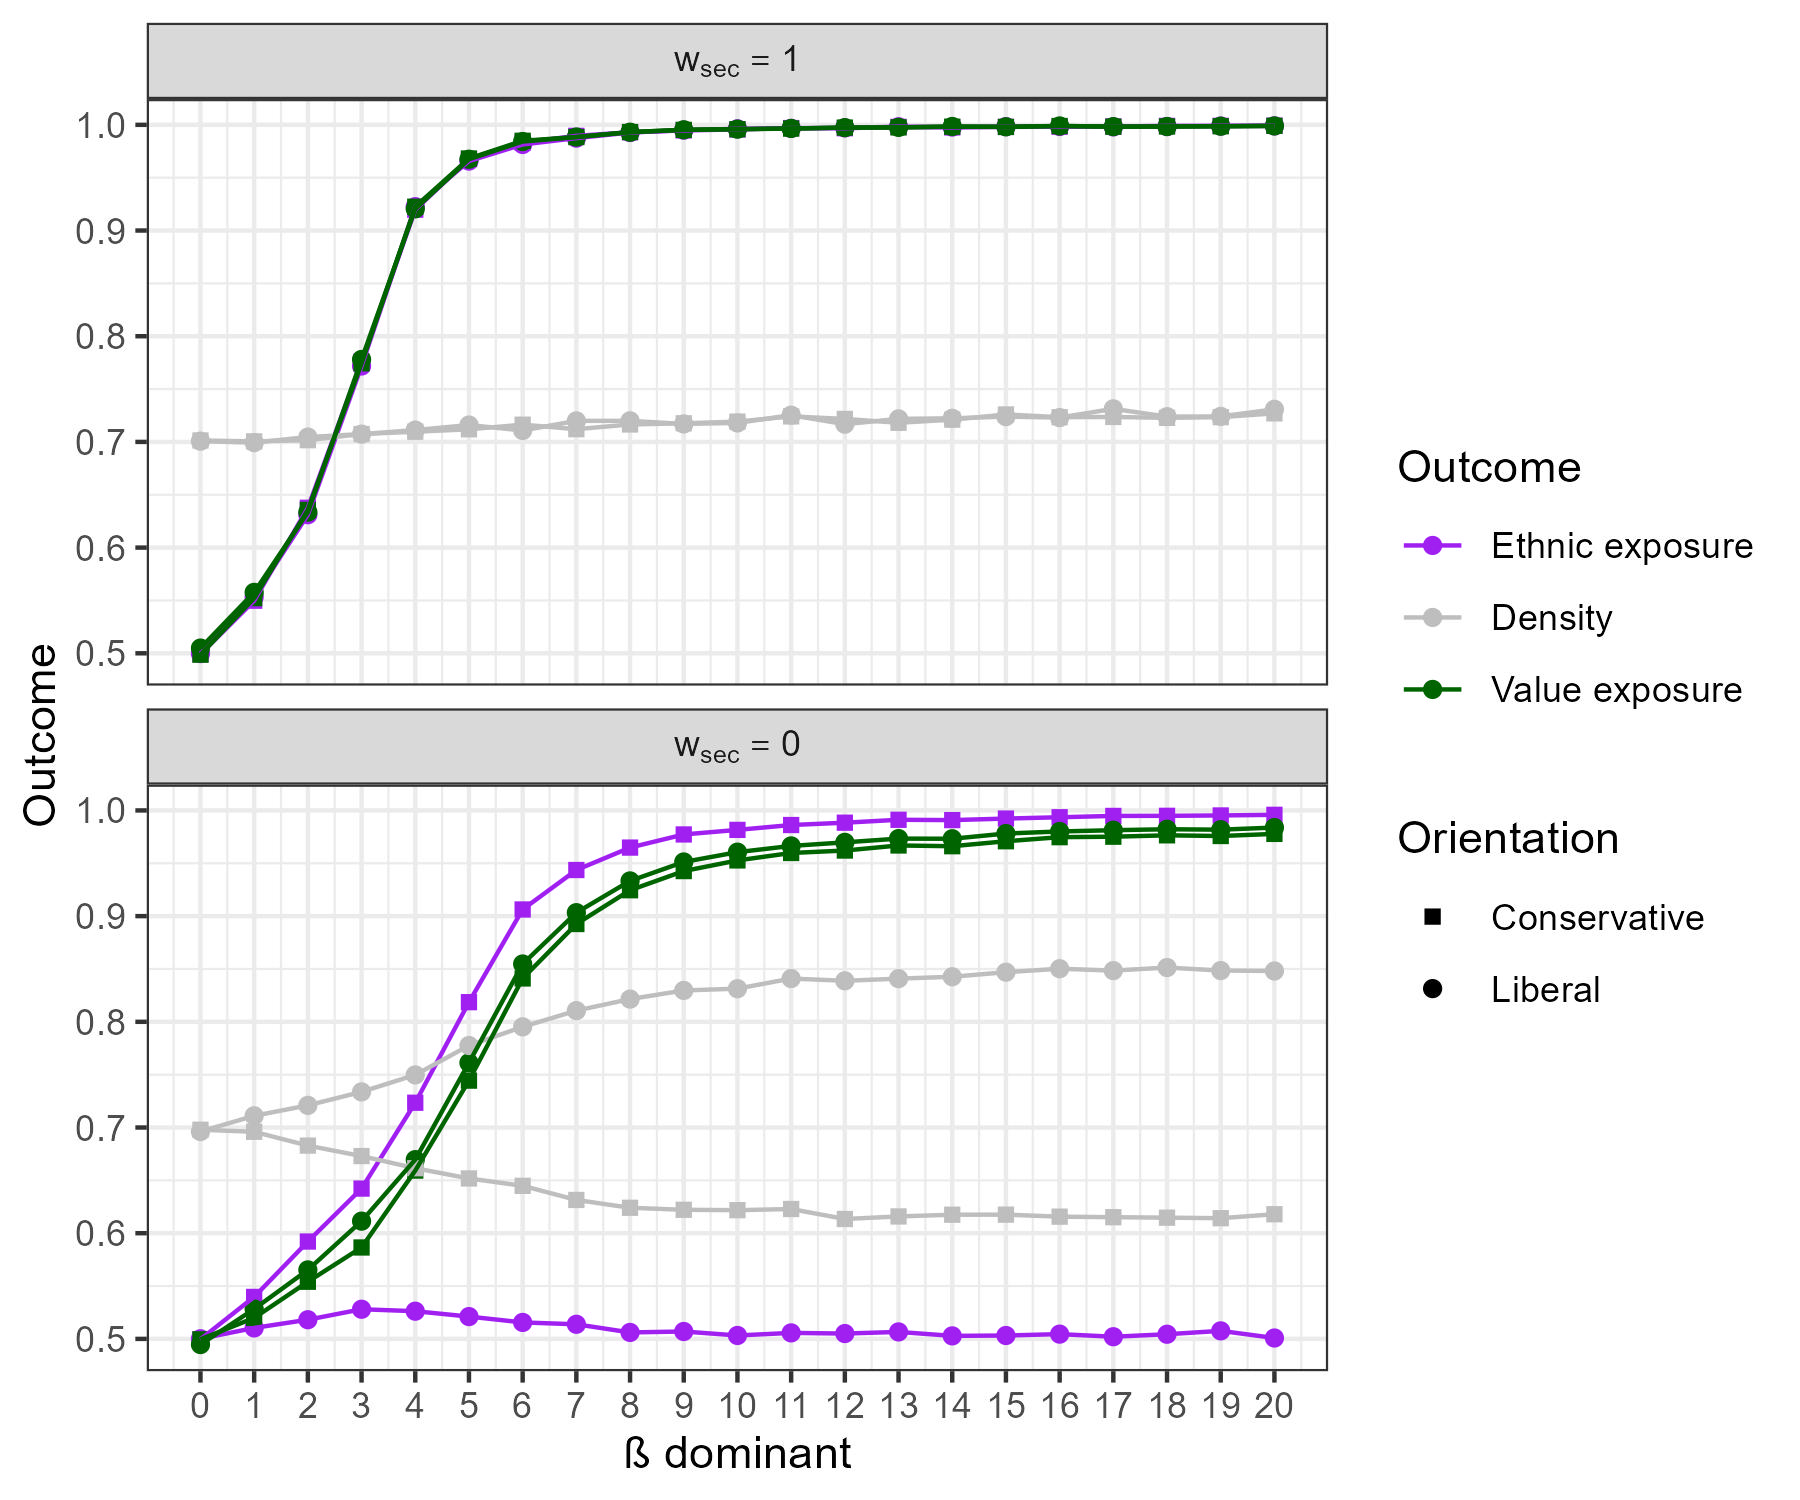 w_sec = 1
1.0
0.9
0.8
0.7
0.6
0.5
w_sec = 0
1.0
0.9
0.8
0.7
0.6
0.5
0 1 2 3 4 5 6 7 8 9 10 11 12 13 14 15 16 17 18 19 20
ß dominant
Outcome
Outcome
Ethnic exposure
Density
Value exposure
Orientation
Conservative
Liberal